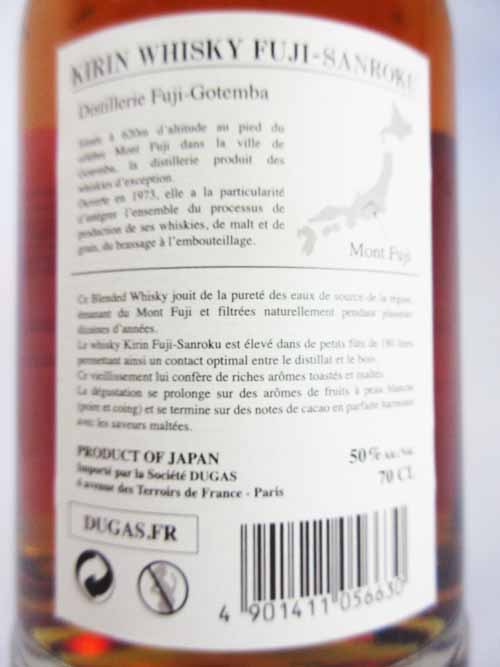 KIRIN WHISKY FUJI-SANROKU
Distillerie Fuji-Gotemba
Située à 620m d'altitude au pied du
célèbre Mont Fuji dans la ville de
Gotemba, la distillerie produit des
whiskies d'exception.
Ouverte en 1973, elle a la particularité
d'intégrer l'ensemble du processus de
production de ses whiskies, de malt et de
grain, du brassage à l'embouteillage.
Mont Fuji
Ce Blended Whisky jouit de la pureté des eaux de source de la région,
émanant du Mont Fuji et filtrées naturellement pendant plusieurs
dizaines d'années.
Le whisky Kirin Fuji-Sanroku est élevé dans de petits fûts de 180 litres
permettant ainsi un contact optimal entre le distillat et le bois.
Ce vieillissement lui confère de riches arômes toastés et maltés.
La dégustation se prolonge sur des arômes de fruits à peau blanche
(point et coing) et se termine sur des notes de cacao en parfaite harmonie
avec les saveurs maltées.
PRODUCT OF JAPAN
Importé par la Société DUGAS
6 avenue des Terroirs de France - Paris
50% alc./vol.
70 CL
DUGAS.FR
4 901411 056630